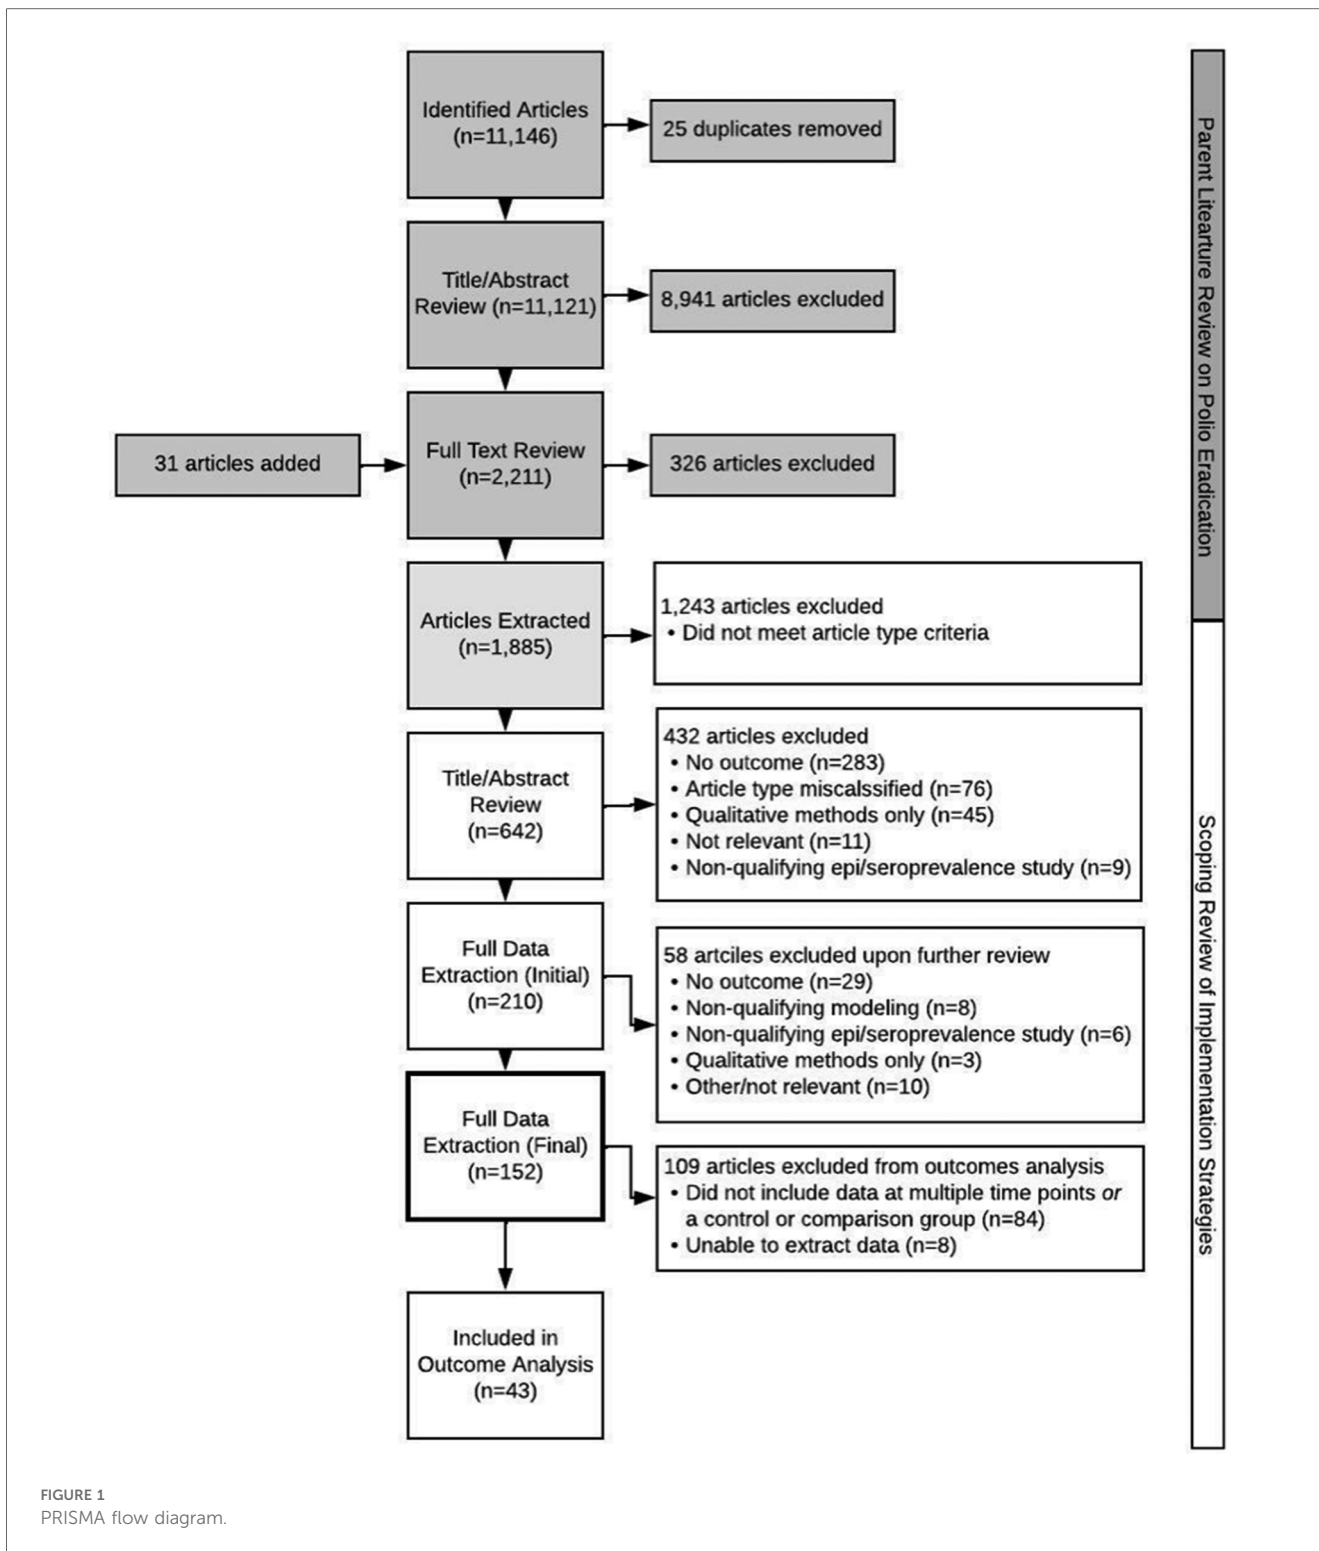 Identified Articles
(n=11,146)
25 duplicates removed
Title/Abstract
Review (n=11,121)
8,941 articles excluded
31 articles added
Full Text Review
(n=2,211)
326 articles excluded
Articles Extracted
(n=1,885)
1,243 articles excluded
• Did not meet article type criteria
Title/Abstract
Review
(n=642)
432 articles excluded
• No outcome (n=283)
• Article type miscalssified (n=76)
• Qualitative methods only (n=45)
• Not relevant (n=11)
• Non-qualifying epi/seroprevalence study (n=9)
Full Data
Extraction (Initial)
(n=210)
58 artciles excluded upon further review
• No outcome (n=29)
• Non-qualifying modeling (n=8)
• Non-qualifying epi/seroprevalence study (n=6)
• Qualitative methods only (n=3)
• Other/not relevant (n=10)
Full Data
Extraction (Final)
(n=152)
109 articles excluded from outcomes analysis
• Did not include data at multiple time points or
a control or comparison group (n=84)
• Unable to extract data (n=8)
Included in
Outcome Analysis
(n=43)
Parent Litearture Review on Polio Eradication
Scoping Review of Implementation Strategies
FIGURE 1
PRISMA flow diagram.